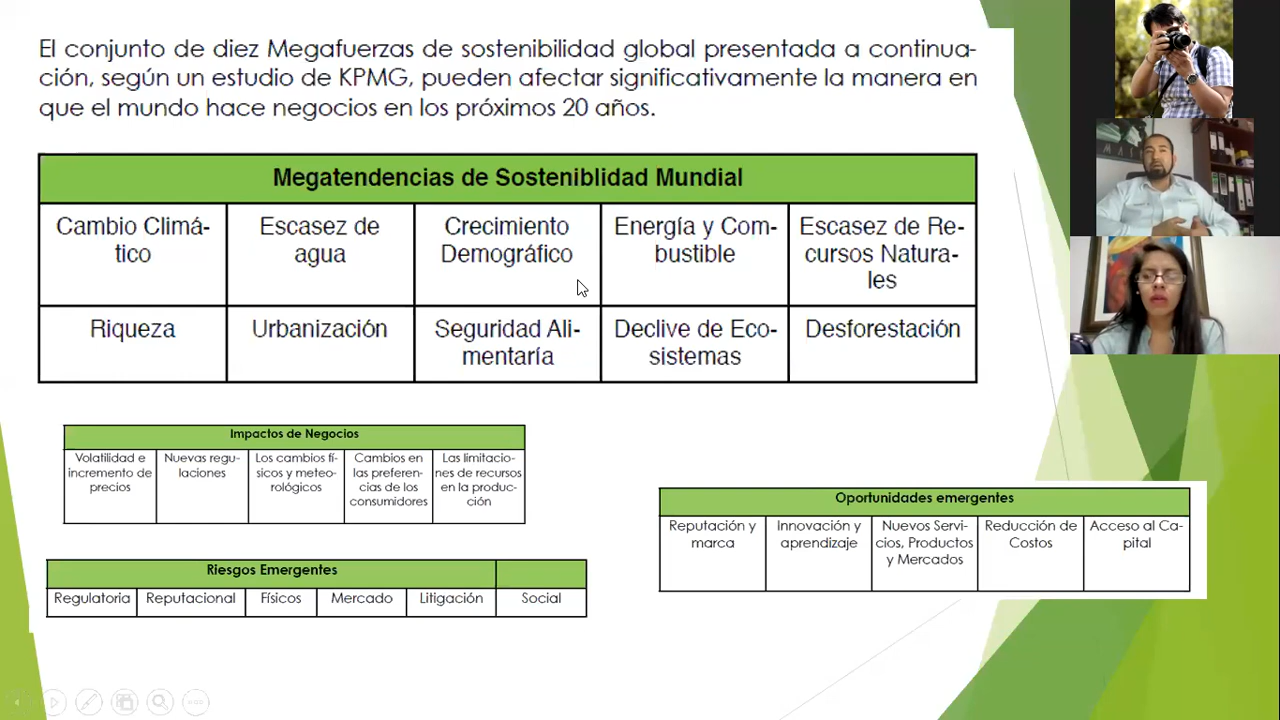 El conjunto de diez Megafuerzas de sostenibilidad global presentada a continua-
ción, según un estudio de KPMG, pueden afectar significativamente la manera en
que el mundo hace negocios en los próximos 20 años.
Megatendencias de Sosteniblidad Mundial
Cambio Climá-
tico
Escasez de
agua
Crecimiento
Demográfico
Energía y Com-
bustible
Escasez de Re-
cursos Natura-
les
Riqueza
Urbanización
Seguridad Ali-
mentaría
Declive de Eco-
sistemas
Desforestación
Impactos de Negocios
Volatilidad e
incremento de
precios
Nuevas regu-
laciones
Los cambios fí-
sicos y meteo-
rológicos
Cambios en
las preferen-
cias de los
consumidores
Las limitacio-
nes de recursos
en la produc-
ción
Oportunidades emergentes
Reputación y
marca
Innovación y
aprendizaje
Nuevos Servi-
cios, Productos
y Mercados
Reducción de
Costos
Acceso al Ca-
pital
Riesgos Emergentes
Regulatoria
Reputacional
Físicos
Mercado
Litigación
Social